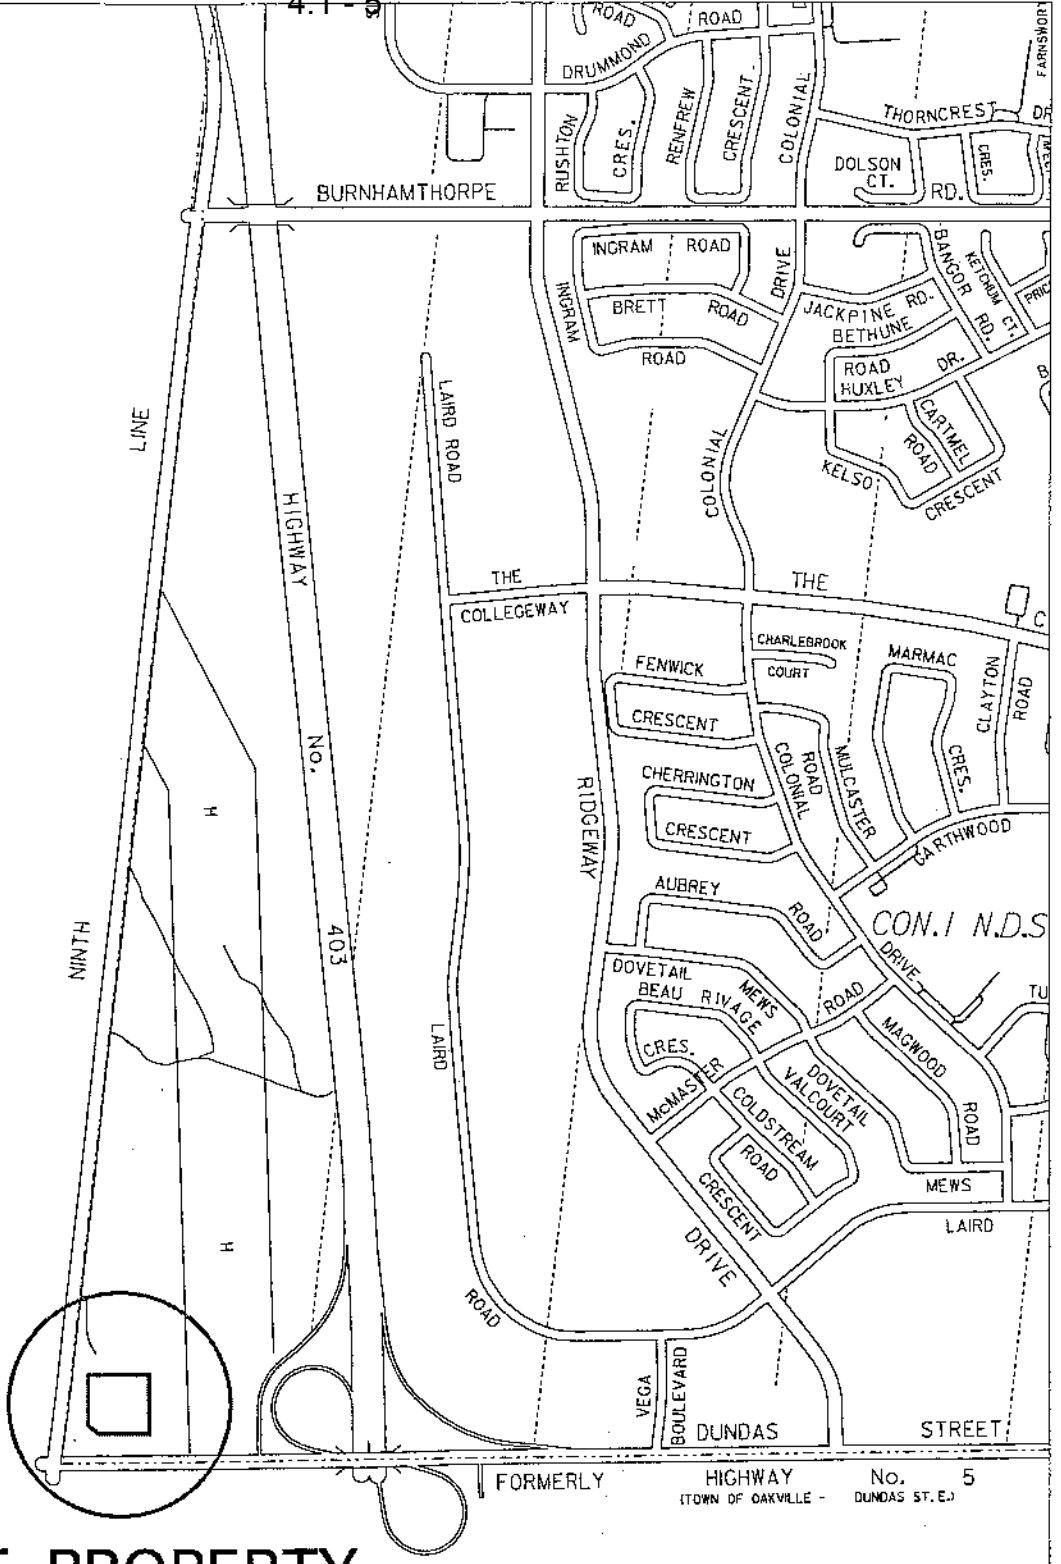 4.1 -
ROAD
ROAD
FARNSWOR
DRUMMOND
RUSHTON
CRES.
RENFREW
CRESCENT
COLONIAL
THORNCREST
DR
DOLSON
CT.
CRES.
RD.
BURNHAMTHORPE
INGRAM ROAD
INGRAM
BRETT ROAD
ROAD
DRIVE
JACKPINE RD.
BETHUNE
BANGOR RD.
KETCHUM CT.
PRIC
ROAD
HUXLEY DR.
CARTMEL
ROAD
KELSO
CRESCENT
LINE
LAIRD ROAD
COLONIAL
HIGHWAY
THE
COLLEGEWAY
THE
C
CHARLEBROOK
COURT
FENWICK
CRESCENT
MARMAC
CRES.
CLAYTON
ROAD
ROAD
COLONIAL
MULCASTER
No.
H
RIDGEWAY
CHERRINGTON
CRESCENT
GARTHWOOD
AUBREY
ROAD
CON.I N.D.S
NINTH
403
DOVETAIL
MEWS
BEAU RIVAGE
CRES.
ROAD
DRIVE
TU
MAGWOOD
ROAD
LAIRD
McMASTER
DOVETAIL
VALCOURT
COLDSTREAM
ROAD
CRESCENT
MEWS
LAIRD
H
DRIVE
ROAD
VEGA
BOULEVARD
DUNDAS STREET
FORMERLY HIGHWAY No. 5
(TOWN OF OAKVILLE - DUNDAS ST.E.)
PROPERTY